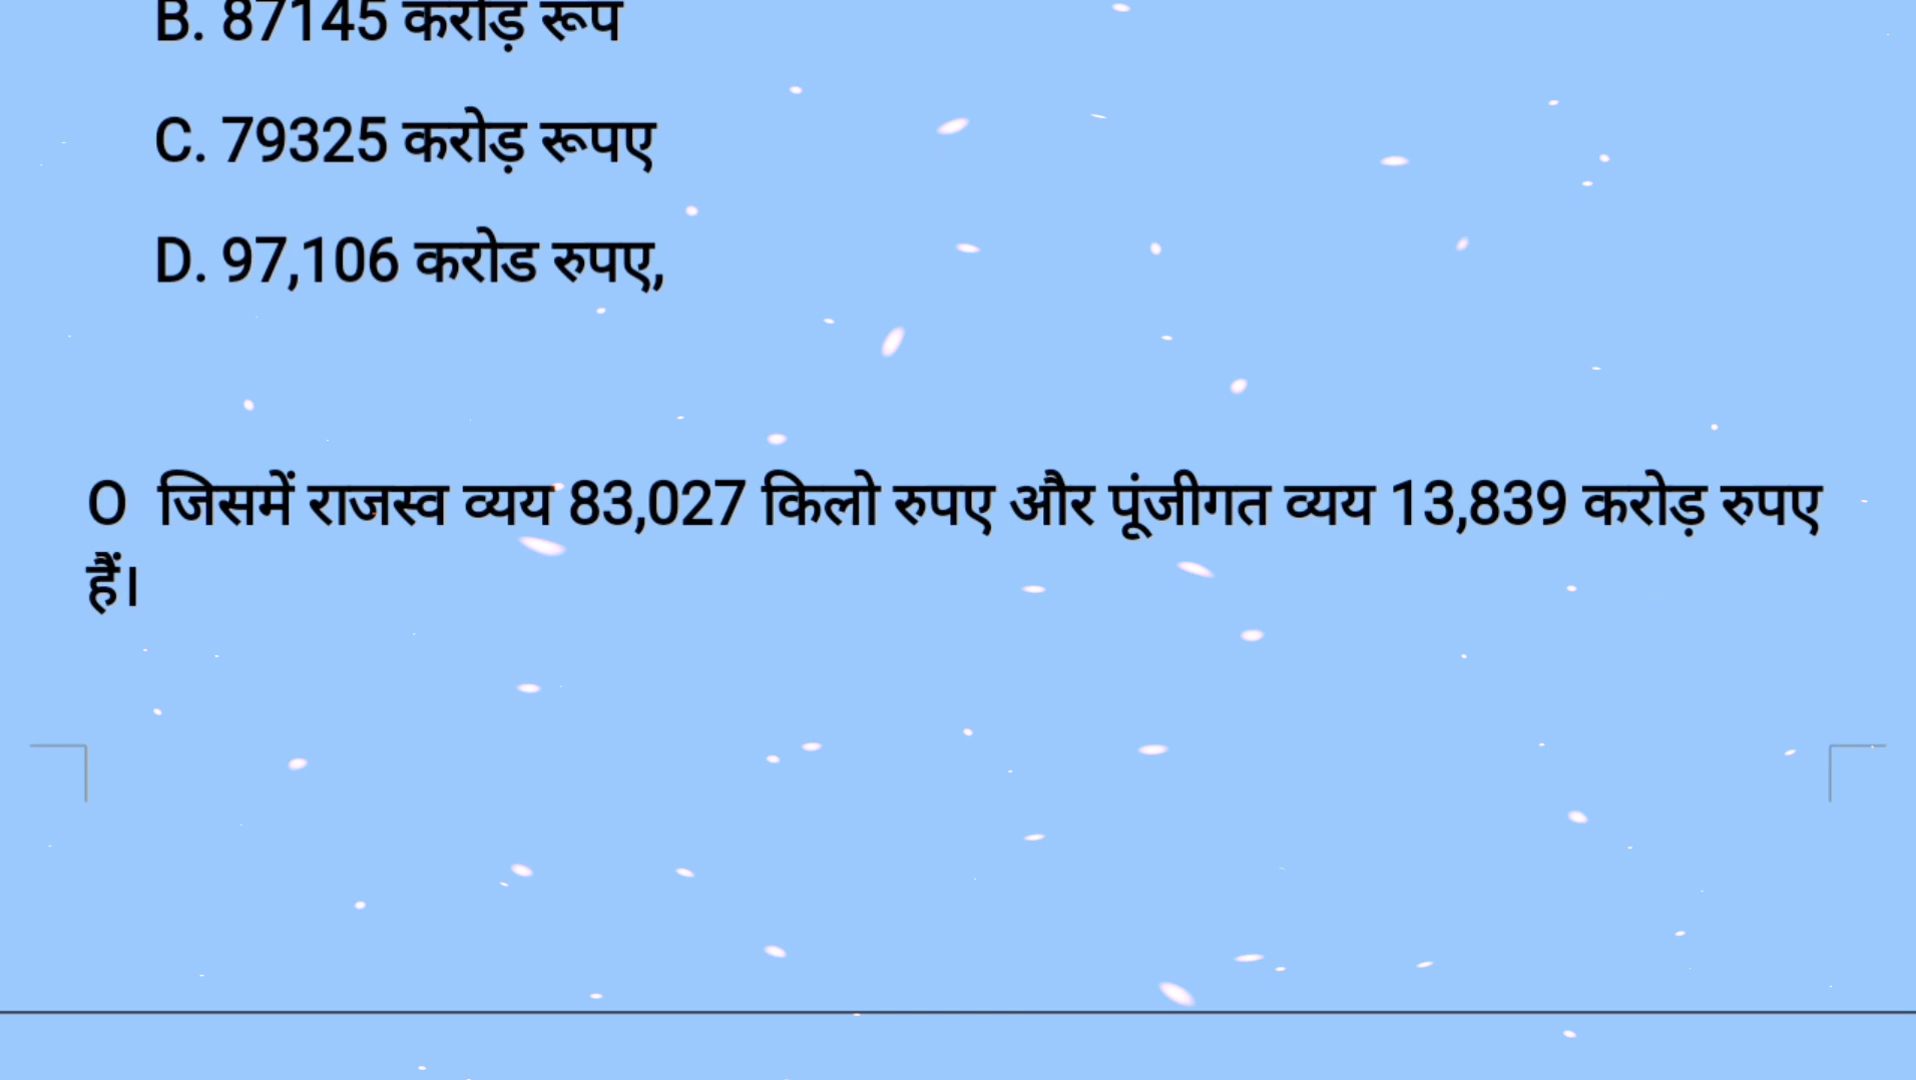 B. 87145 करोड़ रूप
C. 79325 करोड़ रूपए
D. 97,106 करोड रुपए,
O जिसमें राजस्व व्यय 83,027 किलो रुपए और पूंजीगत व्यय 13,839 करोड़ रुपए
हैं।